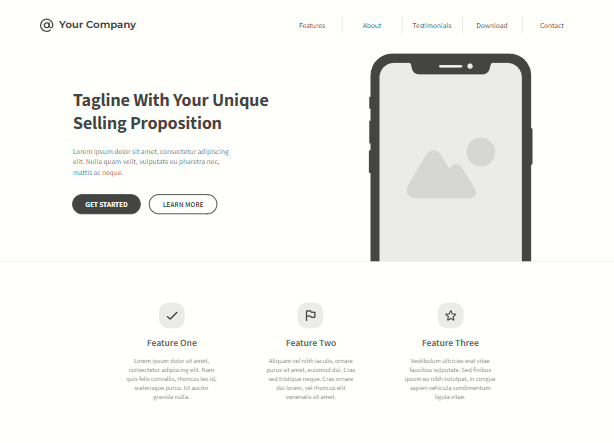 @ Your Company
Features
About
Testimonials
Download
Contact
Tagline With Your Unique
Selling Proposition
Lorem ipsum dolor sit amet, consectetur adipiscing
elit. Nulla quam velit, vulputate eu pharetra nec,
mattis ac neque.
GET STARTED
LEARN MORE
Feature One
Lorem ipsum dolor sit amet,
consectetur adipiscing elit. Nam
quis felis convallis, rhoncus leo id,
scelerisque purus. Ut auctor
gravida nulla.
Feature Two
Aliquam vel nibh iaculis, ornare
purus sit amet, euismod dui. Cras
sed tristique neque. Cras ornare
dui lorem, vel rhoncus elit
venenatis sit amet.
Feature Three
Vestibulum ultricies erat vitae
faucibus vulputate. Sed finibus
ipsum eu nibh volutpat, in congue
sapien vehicula condimentum
ligula vitae.